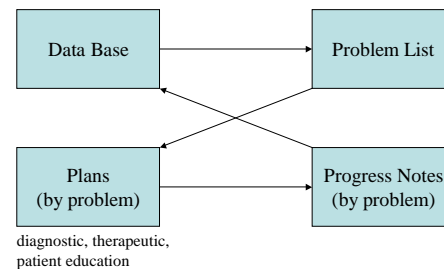 Data Base
Problem List
Plans
(by problem)
Progress Notes
(by problem)
diagnostic, therapeutic,
patient education